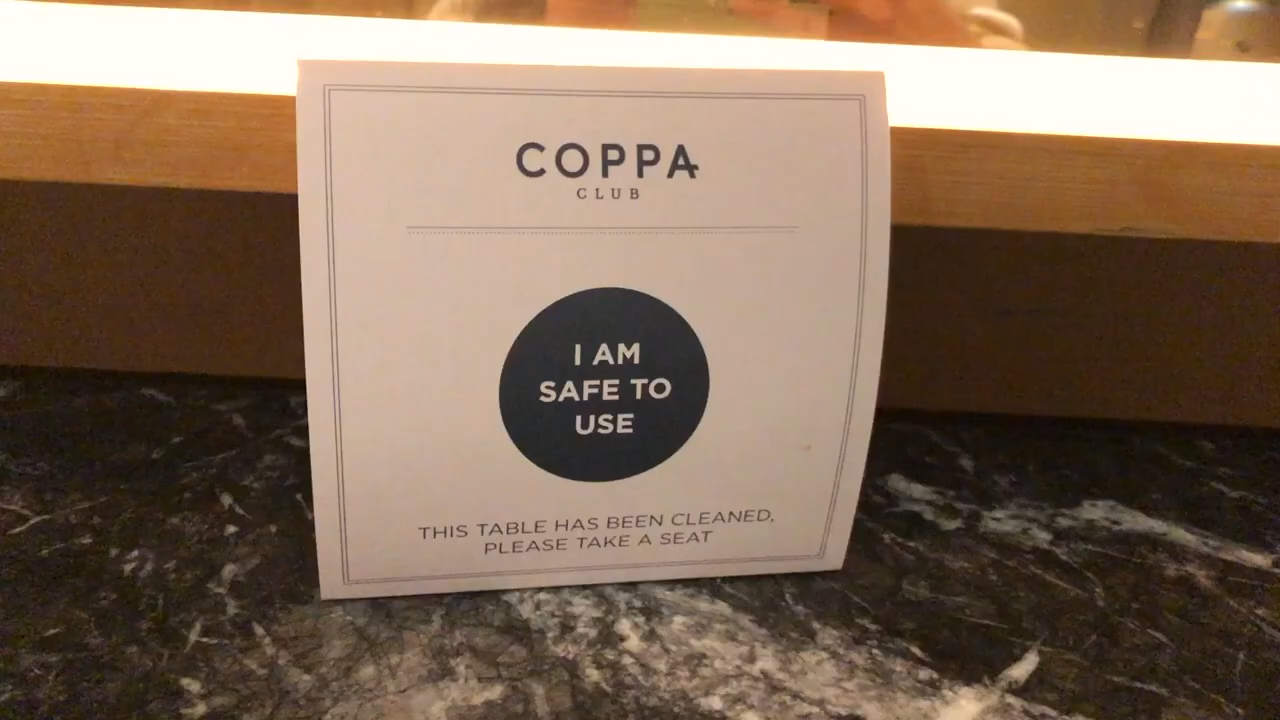 COPPA
CLUB
I AM
SAFE TO
USE
THIS TABLE HAS BEEN CLEANED,
PLEASE TAKE A SEAT